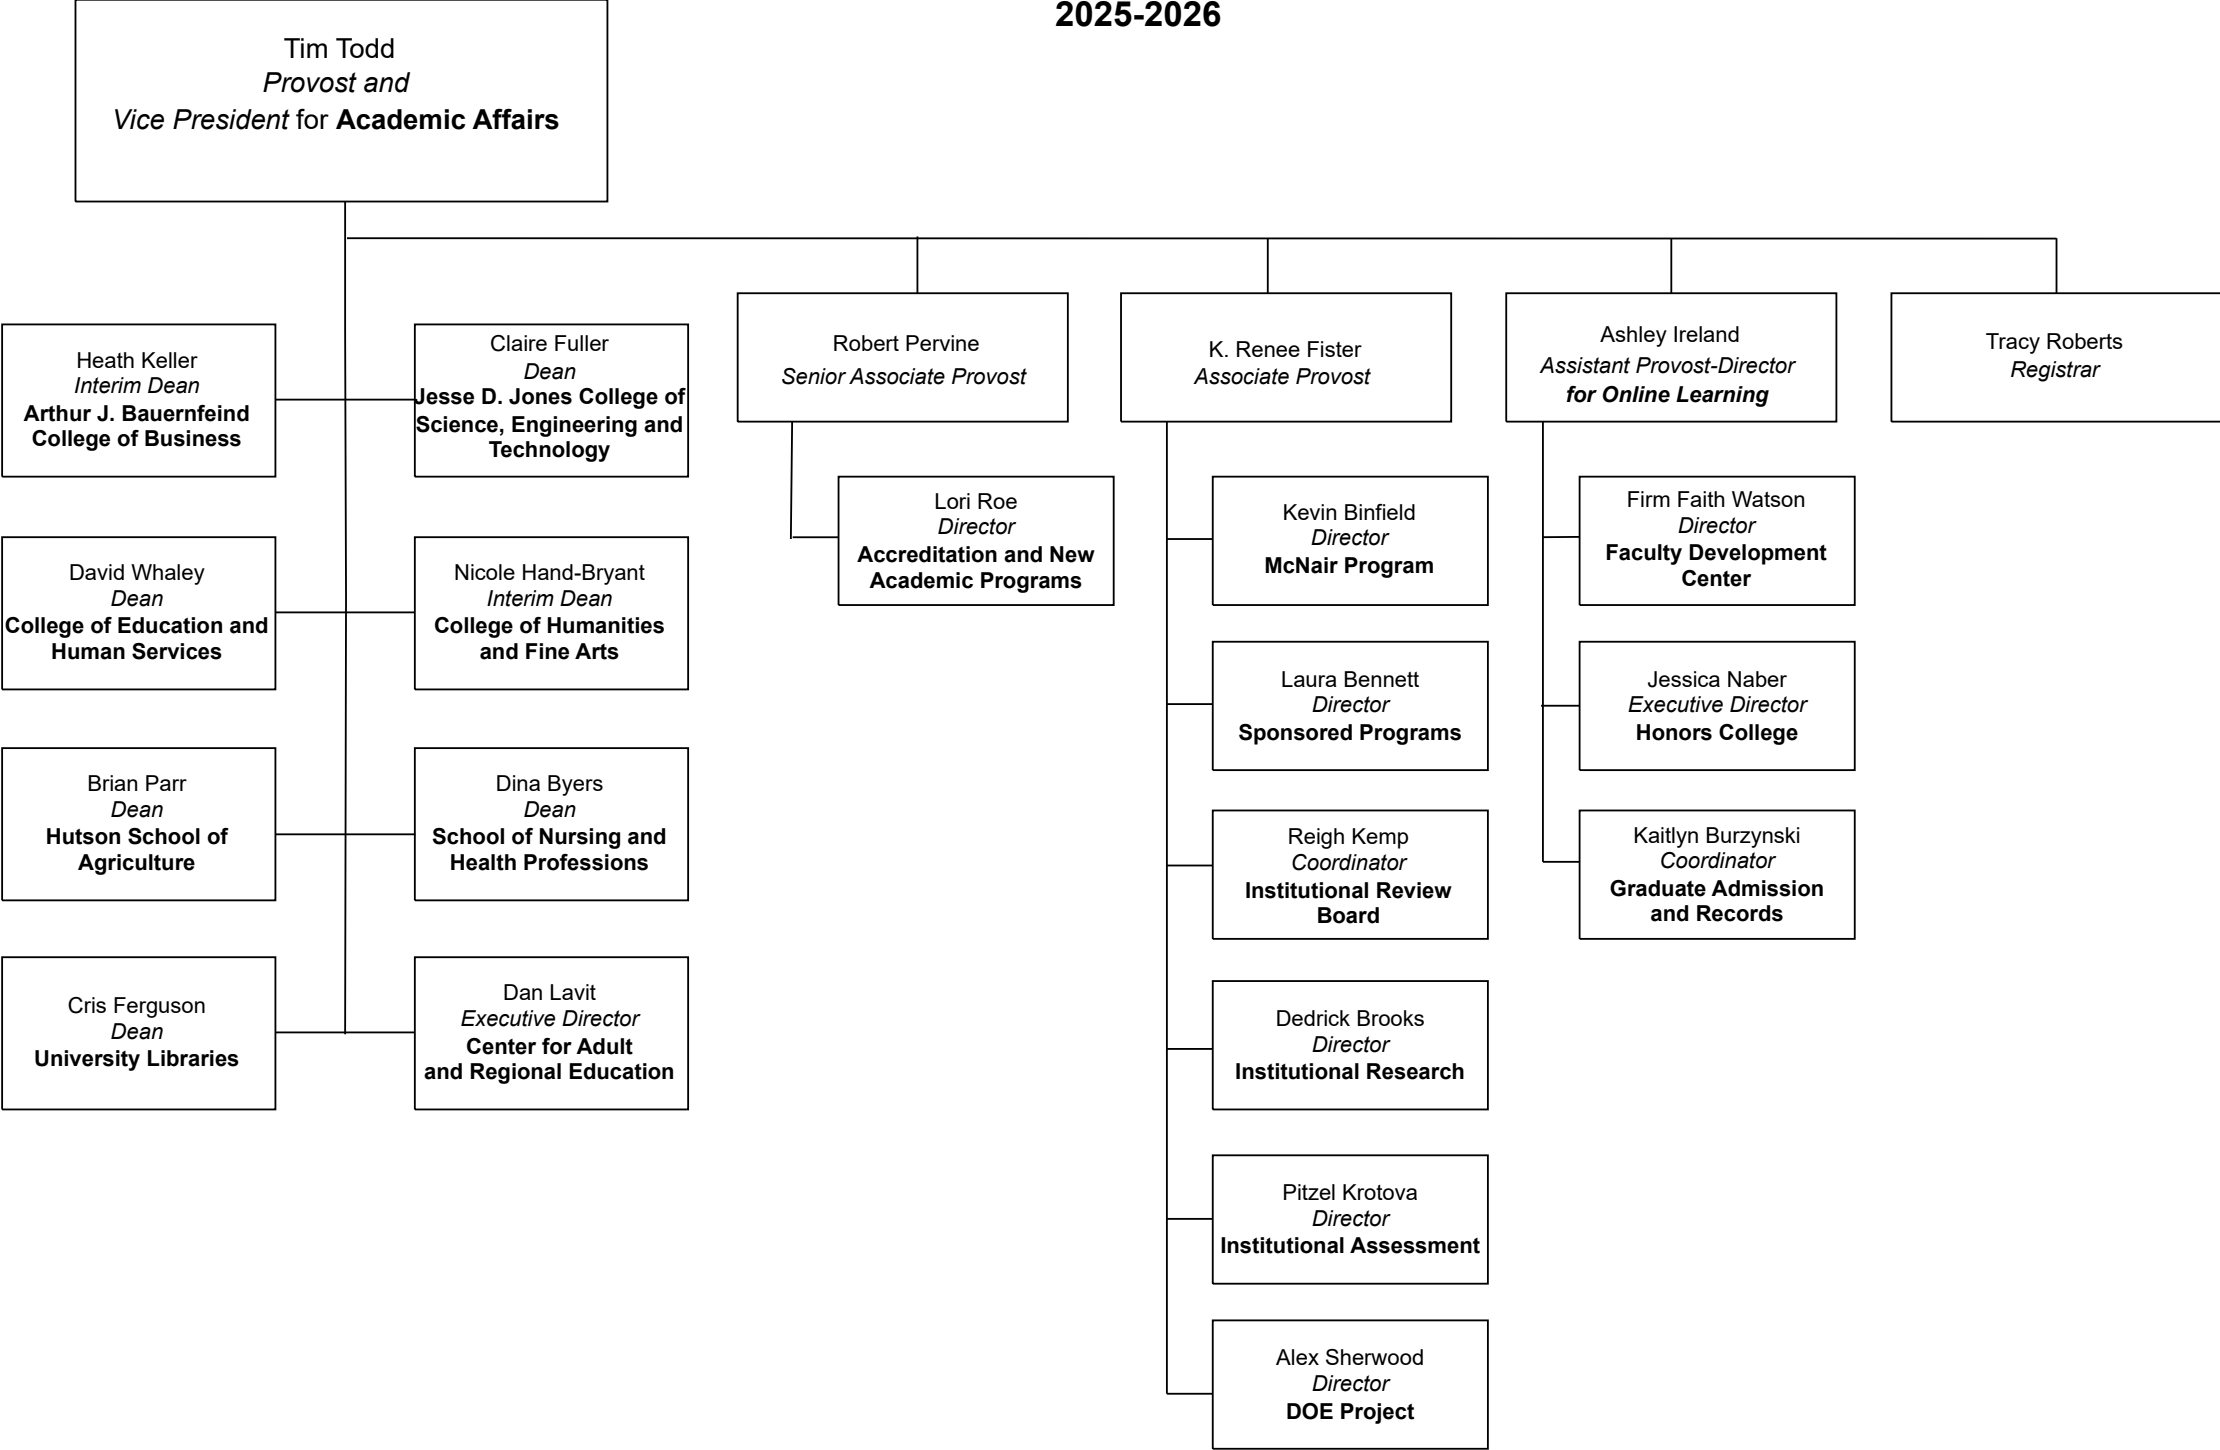 2025-2026
Tim Todd
Provost and
Vice President for Academic Affairs
Heath Keller
Interim Dean
Arthur J. Bauernfeind
College of Business
Claire Fuller
Dean
Jesse D. Jones College of
Science, Engineering and
Technology
David Whaley
Dean
College of Education and
Human Services
Nicole Hand-Bryant
Interim Dean
College of Humanities
and Fine Arts
Brian Parr
Dean
Hutson School of
Agriculture
Dina Byers
Dean
School of Nursing and
Health Professions
Cris Ferguson
Dean
University Libraries
Dan Lavit
Executive Director
Center for Adult
and Regional Education
Robert Pervine
Senior Associate Provost
Lori Roe
Director
Accreditation and New
Academic Programs
K. Renee Fister
Associate Provost
Kevin Binfield
Director
McNair Program
Laura Bennett
Director
Sponsored Programs
Reigh Kemp
Coordinator
Institutional Review
Board
Dedrick Brooks
Director
Institutional Research
Pitzel Krotova
Director
Institutional Assessment
Alex Sherwood
Director
DOE Project
Ashley Ireland
Assistant Provost-Director
for Online Learning
Firm Faith Watson
Director
Faculty Development
Center
Jessica Naber
Executive Director
Honors College
Kaitlyn Burzynski
Coordinator
Graduate Admission
and Records
Tracy Roberts
Registrar